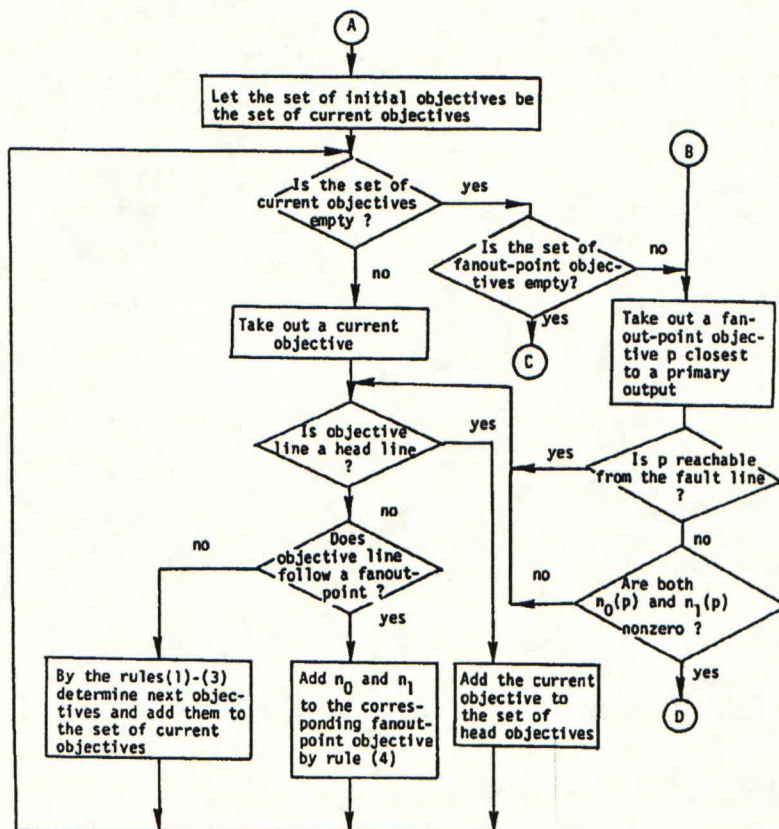 A
Let the set of initial objectives be
the set of current objectives
B
Is the set of
current objectives
empty ?
yes
no
Is the set of
fanout-point objec-
tives empty?
no
yes
C
Take out a current
objective
Take out a fan-
out-point objec-
tive p closest
to a primary
output
Is objective
line a head line
?
yes
no
Is p reachable
from the fault line
?
yes
no
Does
objective line
follow a fanout-
point ?
no
yes
Are both
n0(p) and n1(p)
nonzero ?
no
yes
D
By the rules(1)-(3)
determine next objec-
tives and add them to
the set of current
objectives
Add n0 and n1
to the corres-
ponding fanout-
point objective
by rule (4)
Add the current
objective to
the set of
head objectives